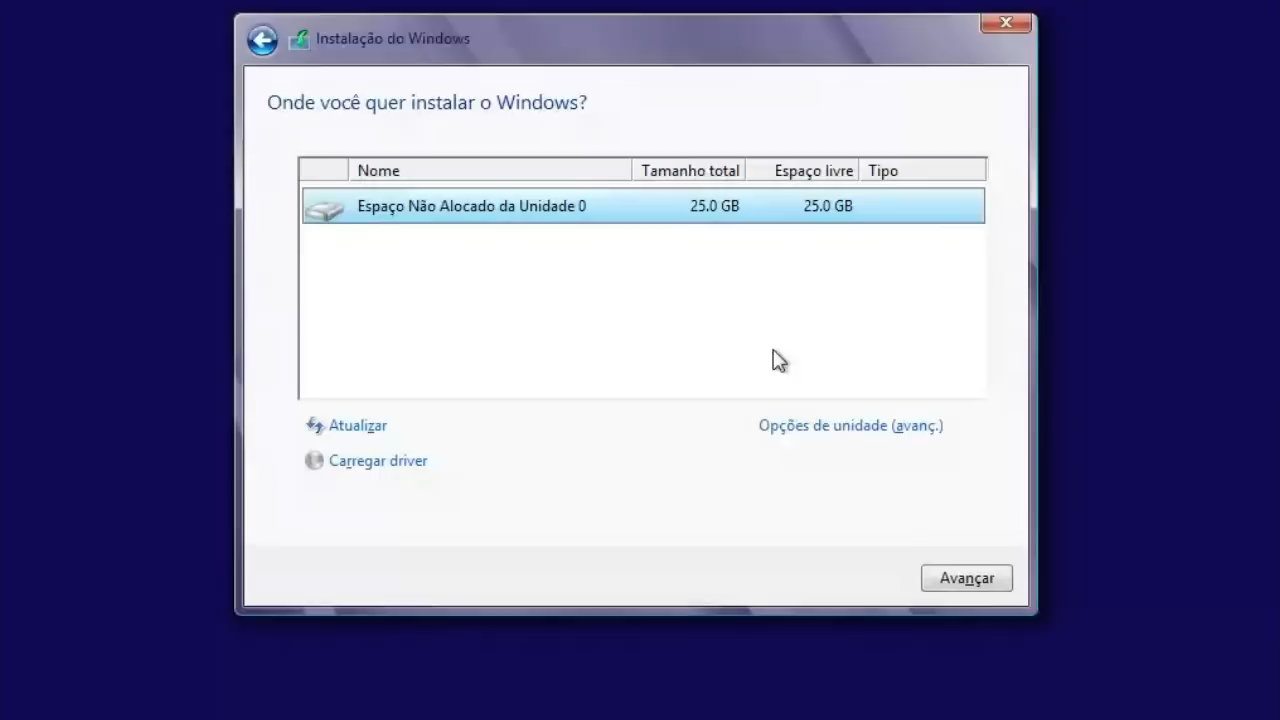 Instalação do Windows
Onde você quer instalar o Windows?
Nome Tamanho total Espaço livre Tipo
Espaço Não Alocado da Unidade 0 25.0 GB 25.0 GB
Atualizar Opções de unidade (avanç.)
Carregar driver
Avançar